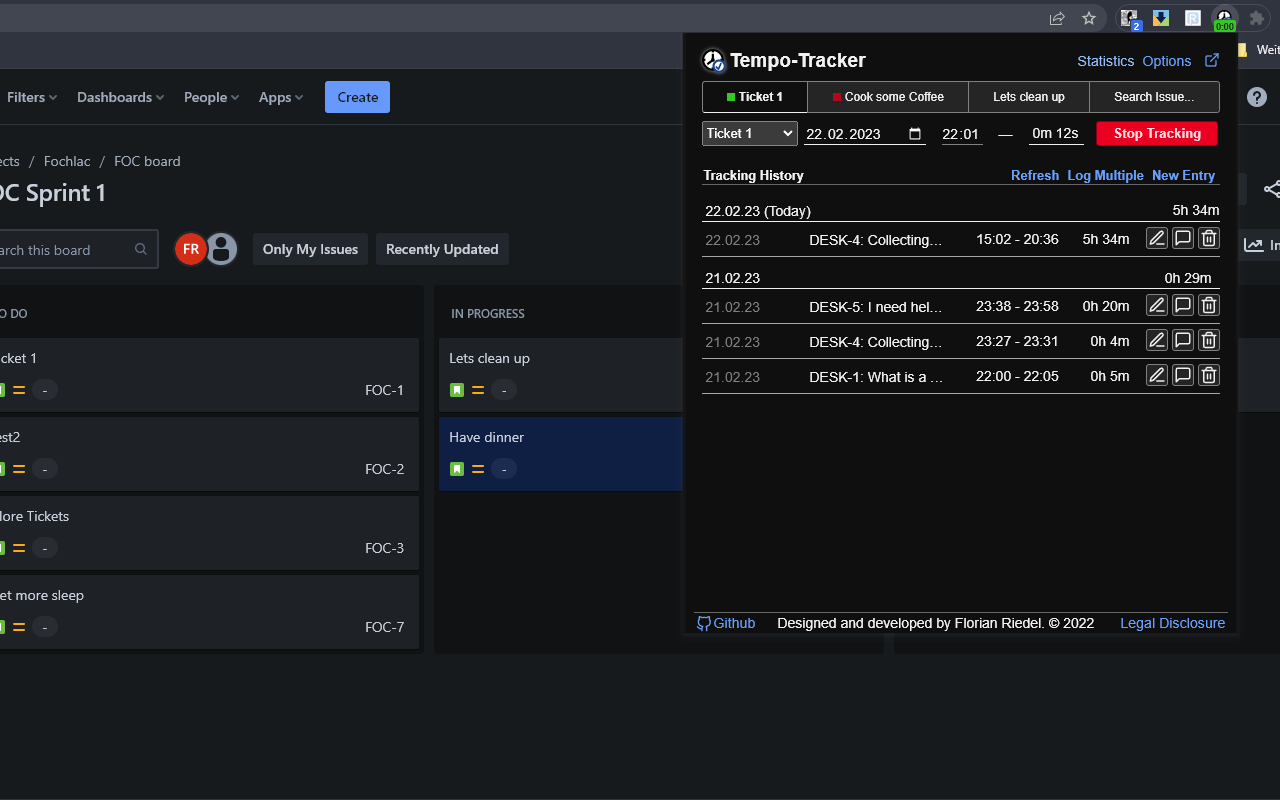 2
0:00
Weit
Filters Dashboards People Apps Create
ects / Fochlac / FOC board
OC Sprint 1
arch this board FR Only My Issues Recently Updated
In
O DO
cket 1
- FOC-1
est2
- FOC-2
More Tickets
- FOC-3
et more sleep
- FOC-7
IN PROGRESS
Lets clean up
-
Have dinner
-
Tempo-Tracker Statistics Options
Ticket 1 Cook some Coffee Lets clean up Search Issue...
Ticket 1 22.02.2023 22:01 — 0m 12s Stop Tracking
Tracking History Refresh Log Multiple New Entry
22.02.23 (Today) 5h 34m
22.02.23 DESK-4: Collecting... 15:02 - 20:36 5h 34m
21.02.23 0h 29m
21.02.23 DESK-5: I need hel... 23:38 - 23:58 0h 20m
21.02.23 DESK-4: Collecting... 23:27 - 23:31 0h 4m
21.02.23 DESK-1: What is a ... 22:00 - 22:05 0h 5m
Github Designed and developed by Florian Riedel. © 2022 Legal Disclosure